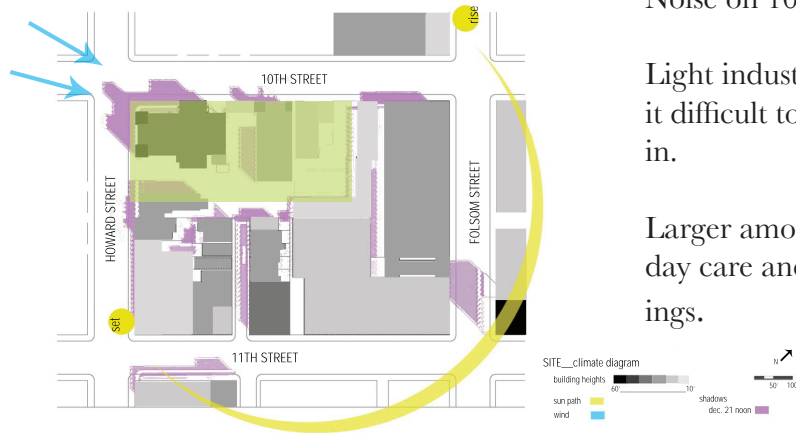 rise
10TH STREET
HOWARD STREET
FOLSOM STREET
set
11TH STREET
Noise on
Light indust
it difficult to
in.
Larger amo
day care and
ings.
SITE__climate diagram
building heights
60'
10'
sun path
wind
shadows
dec. 21 noon
N
50'
100